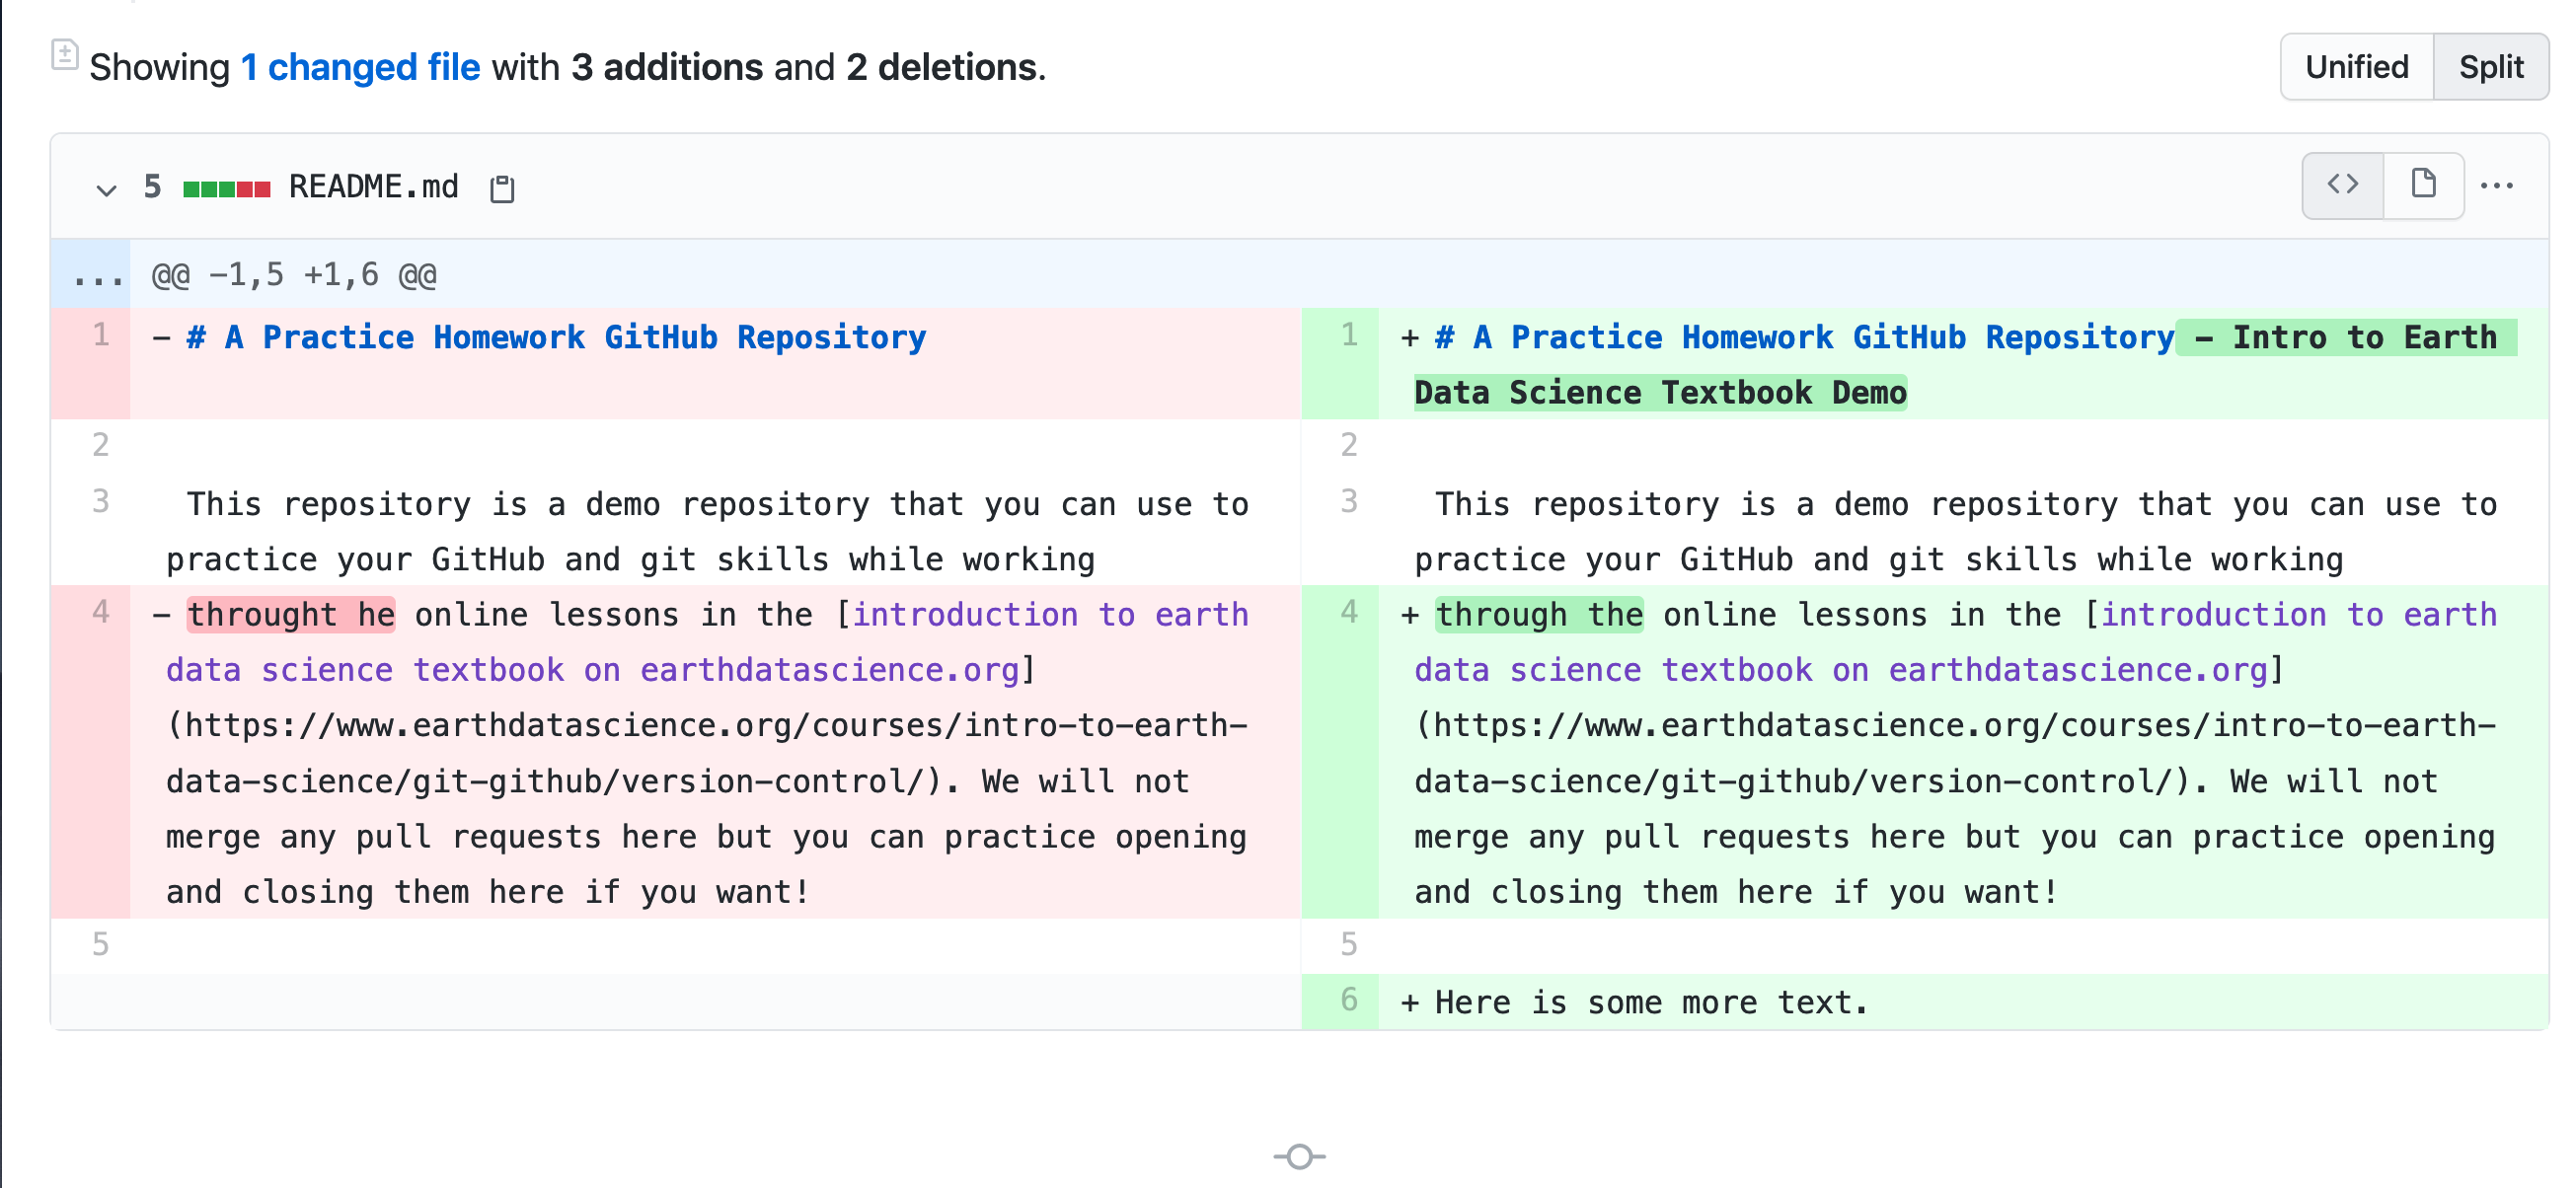 Showing 1 changed file with 3 additions and 2 deletions.
Unified Split
5 README.md
... @@ -1,5 +1,6 @@
1 - # A Practice Homework GitHub Repository
2
3 This repository is a demo repository that you can use to
practice your GitHub and git skills while working
4 - throught he online lessons in the [introduction to earth
data science textbook on earthdatascience.org]
(https://www.earthdatascience.org/courses/intro-to-earth-
data-science/git-github/version-control/). We will not
merge any pull requests here but you can practice opening
and closing them here if you want!
5
1 + # A Practice Homework GitHub Repository - Intro to Earth
Data Science Textbook Demo
2
3 This repository is a demo repository that you can use to
practice your GitHub and git skills while working
4 + through the online lessons in the [introduction to earth
data science textbook on earthdatascience.org]
(https://www.earthdatascience.org/courses/intro-to-earth-
data-science/git-github/version-control/). We will not
merge any pull requests here but you can practice opening
and closing them here if you want!
5
6 + Here is some more text.